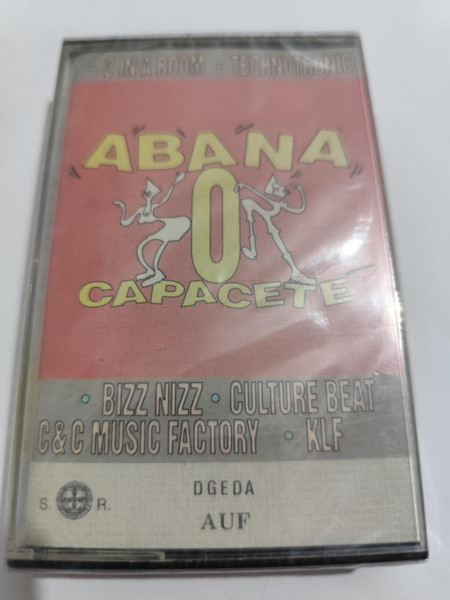 • 2 IN A ROOM • TECHNOTRONIC
ABANA
O
CAPACETE
• BIZZ NIZZ • CULTURE BEAT
C&C MUSIC FACTORY • KLF
DGEDA
S. R.
AUF